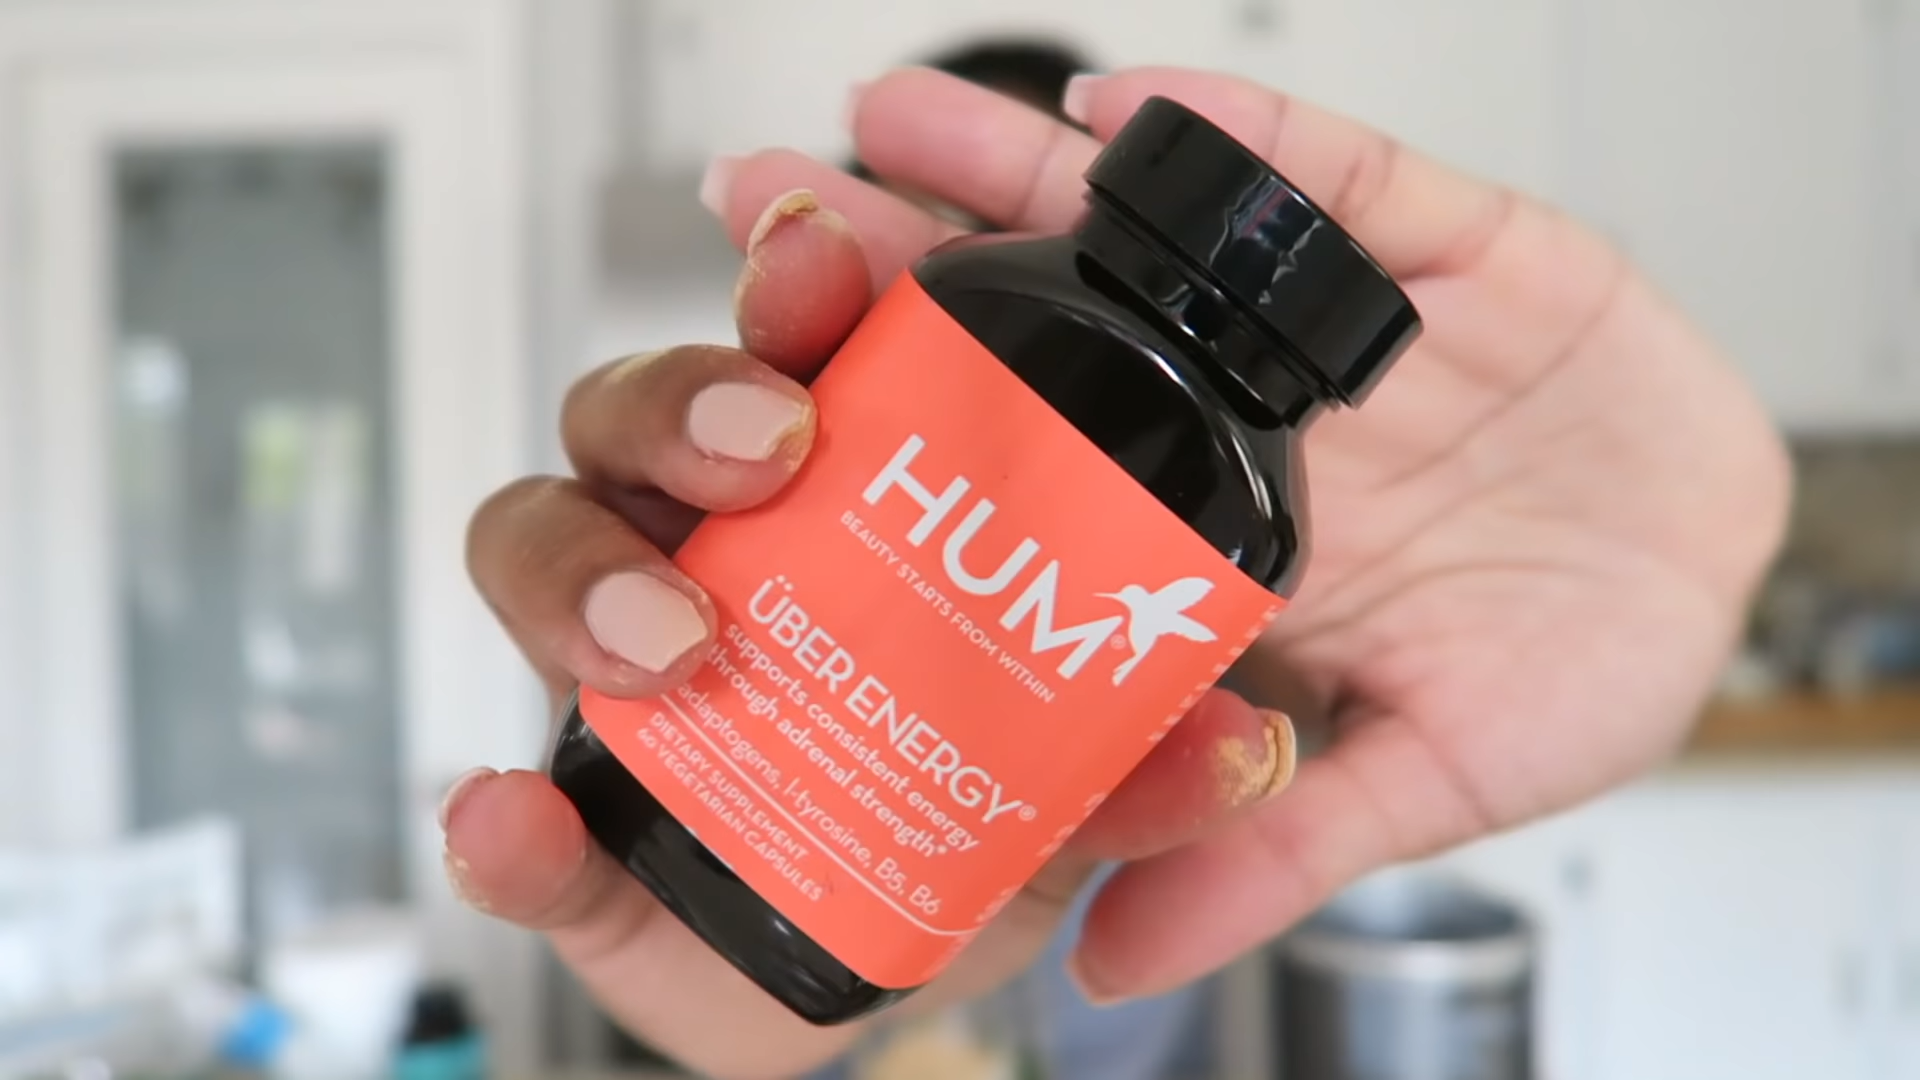 HUM®
BEAUTY STARTS FROM WITHIN
ÜBER ENERGY®
supports consistent energy
through adrenal strength*
adaptogens, l-tyrosine, B5, B6
DIETARY SUPPLEMENT
60 VEGETARIAN CAPSULES